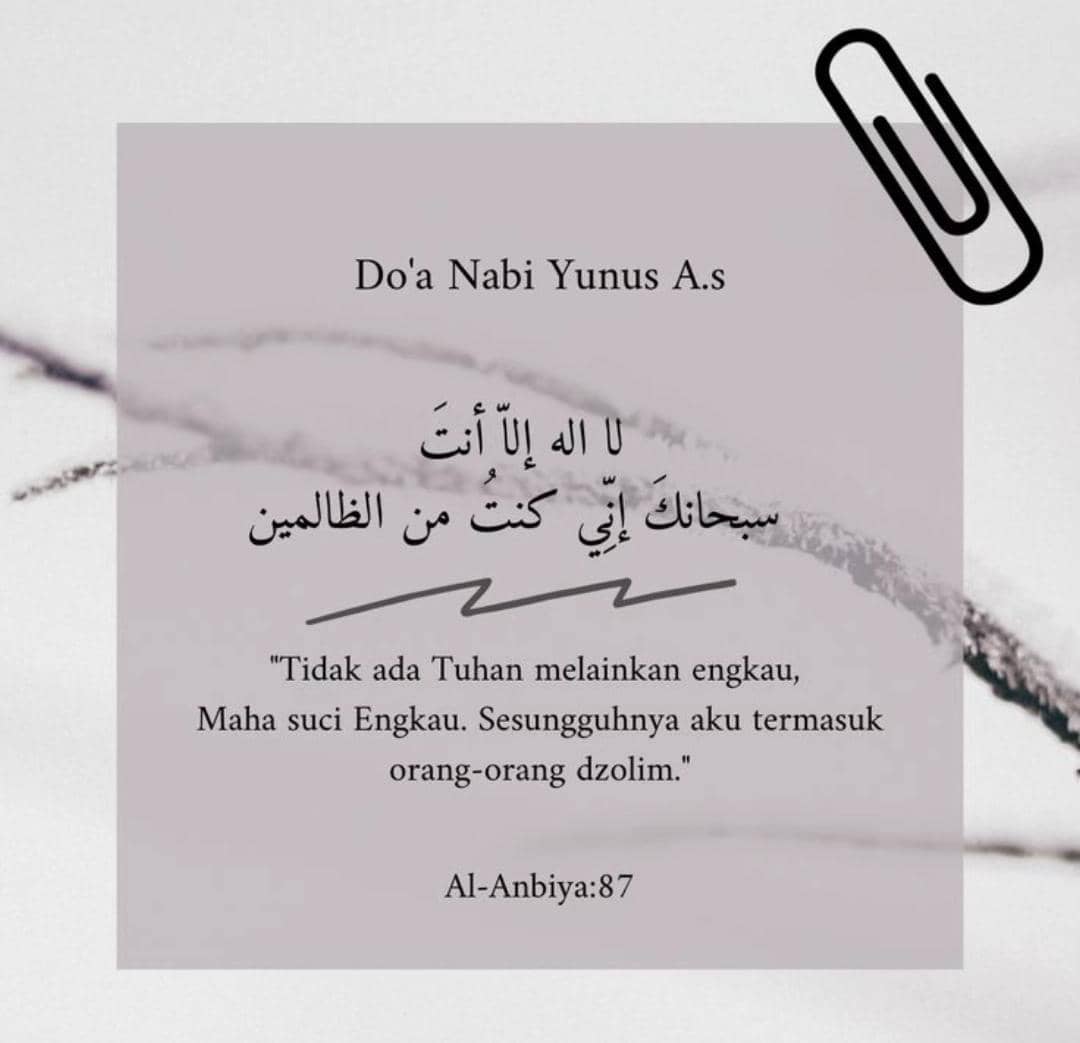 Do'a Nabi Yunus A.s
لا اله إلاّ أنتَ
سبحانكَ إنِّي كنتُ من الظالمين
"Tidak ada Tuhan melainkan engkau,
Maha suci Engkau. Sesungguhnya aku termasuk
orang-orang dzolim."
Al-Anbiya:87